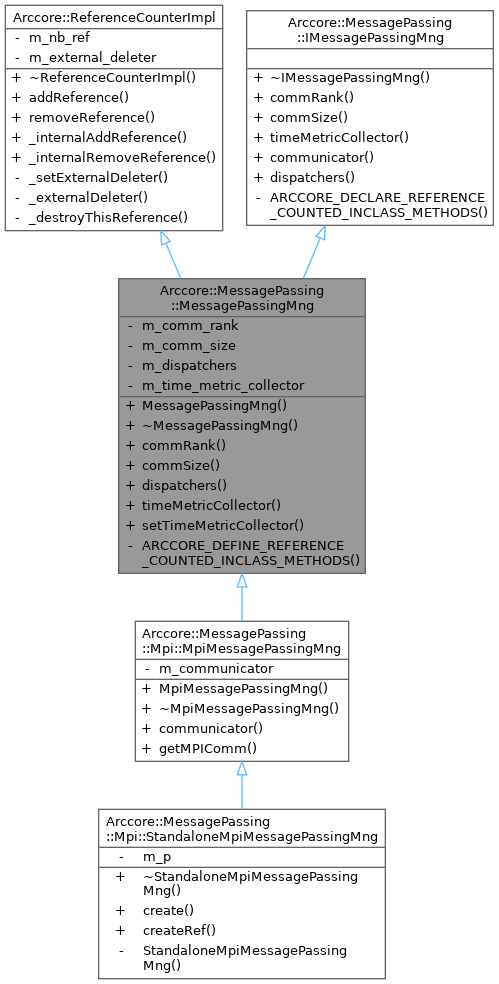 Arccore::ReferenceCounterImpl
- m_nb_ref
- m_external_deleter
+ ~ReferenceCounterImpl()
+ addReference()
+ removeReference()
+ _internalAddReference()
+ _internalRemoveReference()
- _setExternalDeleter()
- _externalDeleter()
- _destroyThisReference()
Arccore::MessagePassing
::IMessagePassingMng
+ ~IMessagePassingMng()
+ commRank()
+ commSize()
+ timeMetricCollector()
+ communicator()
+ dispatchers()
- ARCCORE_DECLARE_REFERENCE
_COUNTED_INCLASS_METHODS()
Arccore::MessagePassing
::MessagePassingMng
- m_comm_rank
- m_comm_size
- m_dispatchers
- m_time_metric_collector
+ MessagePassingMng()
+ ~MessagePassingMng()
+ commRank()
+ commSize()
+ dispatchers()
+ timeMetricCollector()
+ setTimeMetricCollector()
- ARCCORE_DEFINE_REFERENCE
_COUNTED_INCLASS_METHODS()
Arccore::MessagePassing
::Mpi::MpiMessagePassingMng
- m_communicator
+ MpiMessagePassingMng()
+ ~MpiMessagePassingMng()
+ communicator()
+ getMPIComm()
Arccore::MessagePassing
::Mpi::StandaloneMpiMessagePassingMng
- m_p
+ ~StandaloneMpiMessagePassing
Mng()
+ create()
+ createRef()
- StandaloneMpiMessagePassing
Mng()